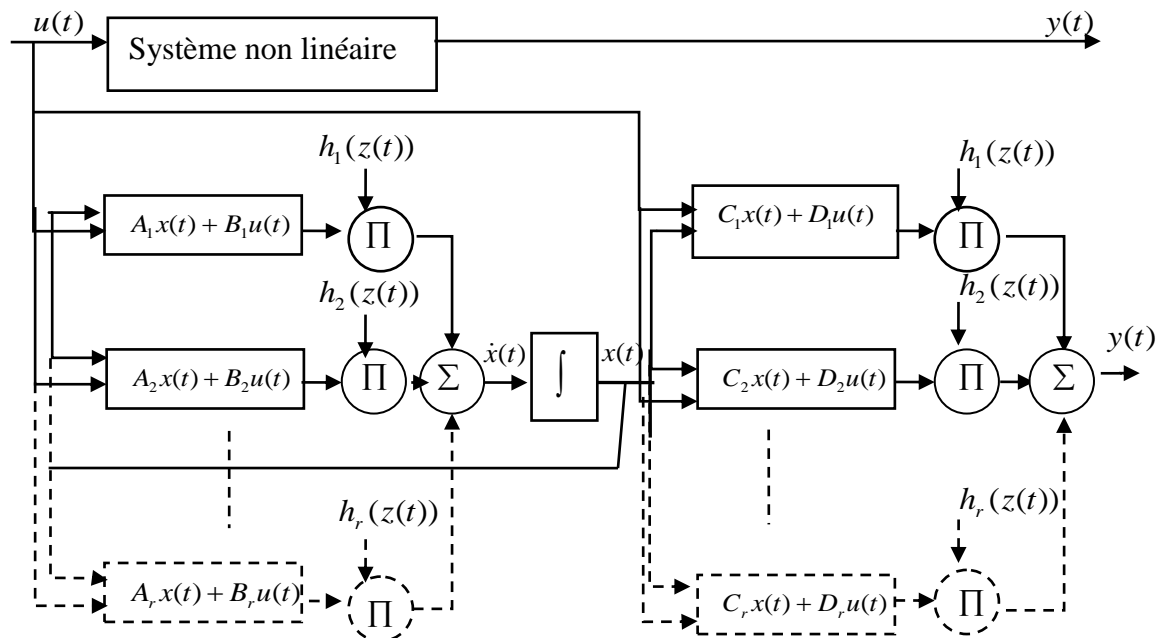 u(t)
Système non linéaire
y(t)
h₁(z(t))
h₁(z(t))
A₁x(t) + B₁u(t)
Π
C₁x(t) + D₁u(t)
Π
h₂(z(t))
h₂(z(t))
A₂x(t) + B₂u(t)
Π
Σ
ẋ(t)
∫
x(t)
C₂x(t) + D₂u(t)
Π
Σ
y(t)
hᵣ(z(t))
hᵣ(z(t))
Aᵣx(t) + Bᵣu(t)
Π
Cᵣx(t) + Dᵣu(t)
Π